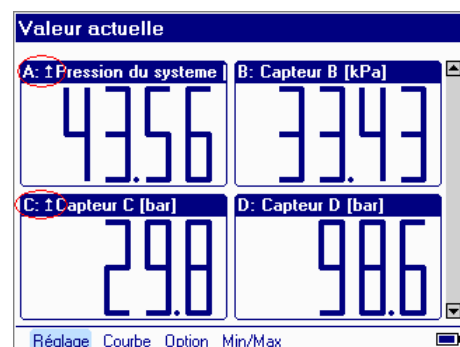 Valeur actuelle
A: ↥Pression du systeme [
B: Capteur B [kPa]
43.56
33.43
C: ↥Capteur C [bar]
D: Capteur D [bar]
29.8
98.6
Réglage Courbe Option Min/Max